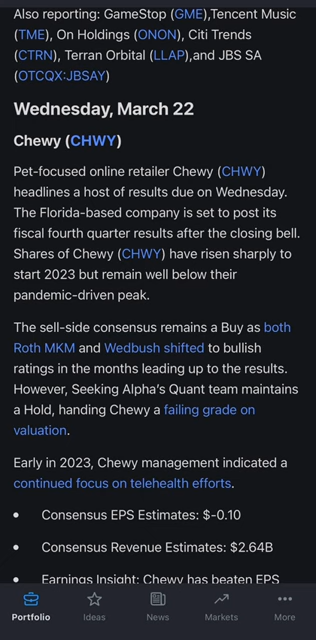 Also reporting: GameStop (GME),Tencent Music
(TME), On Holdings (ONON), Citi Trends
(CTRN), Terran Orbital (LLAP),and JBS SA
(OTCQX:JBSAY)
Wednesday, March 22
Chewy (CHWY)
Pet-focused online retailer Chewy (CHWY)
headlines a host of results due on Wednesday.
The Florida-based company is set to post its
fiscal fourth quarter results after the closing bell.
Shares of Chewy (CHWY) have risen sharply to
start 2023 but remain well below their
pandemic-driven peak.
The sell-side consensus remains a Buy as both
Roth MKM and Wedbush shifted to bullish
ratings in the months leading up to the results.
However, Seeking Alpha's Quant team maintains
a Hold, handing Chewy a failing grade on
valuation.
Early in 2023, Chewy management indicated a
continued focus on telehealth efforts.
• Consensus EPS Estimates: $-0.10
• Consensus Revenue Estimates: $2.64B
• Earnings Insight: Chewy has beaten EPS
Portfolio Ideas News Markets More